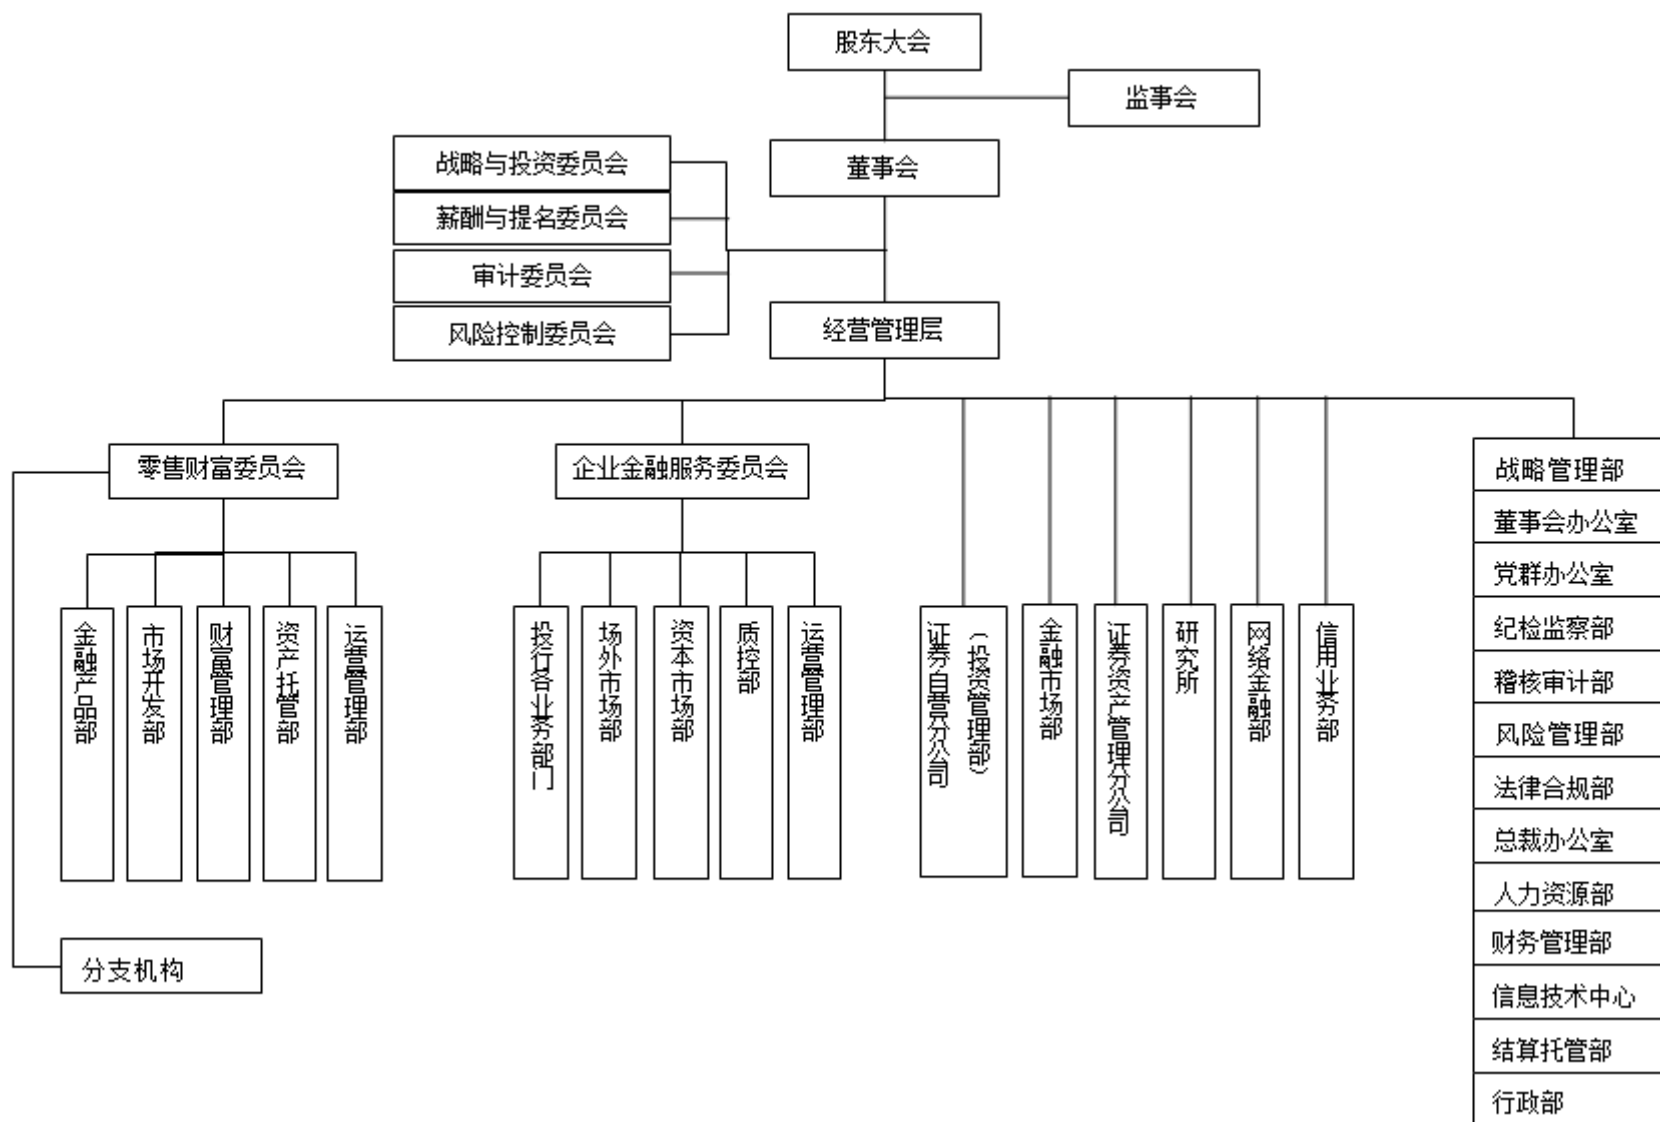 股东大会
监事会
董事会
战略与投资委员会
薪酬与提名委员会
审计委员会
风险控制委员会
经营管理层
零售财富委员会
企业金融服务委员会
金融产品部
市场开发部
财富管理部
资产托管部
运营管理部
投行各业务部门
场外市场部
资本市场部
质控部
运营管理部
证券自营分公司
（投资管理部）
金融市场部
证券资产管理分公司
研究所
网络金融部
信用业务部
战略管理部
董事会办公室
党群办公室
纪检监察部
稽核审计部
风险管理部
法律合规部
总裁办公室
人力资源部
财务管理部
信息技术中心
结算托管部
行政部
分支机构